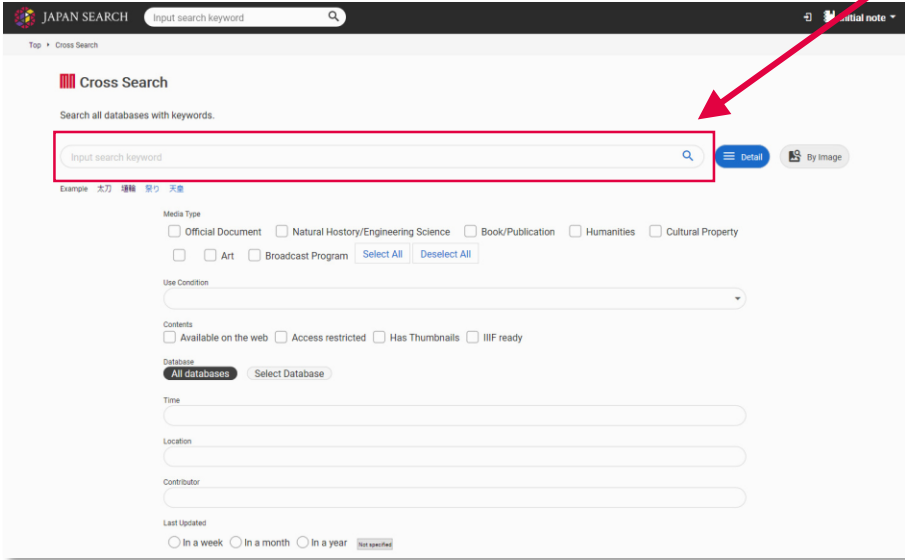 JAPAN SEARCH Input search keyword initial note
Top Cross Search
Cross Search
Search all databases with keywords.
Input search keyword Detail By Image
Example 太刀 埴輪 祭り 天皇
Media Type
Official Document Natural Hostory/Engineering Science Book/Publication Humanities Cultural Property
Art Broadcast Program Select All Deselect All
Use Condition
Contents
Available on the web Access restricted Has Thumbnails IIIF ready
Database
All databases Select Database
Time
Location
Contributor
Last Updated
In a week In a month In a year Not specified